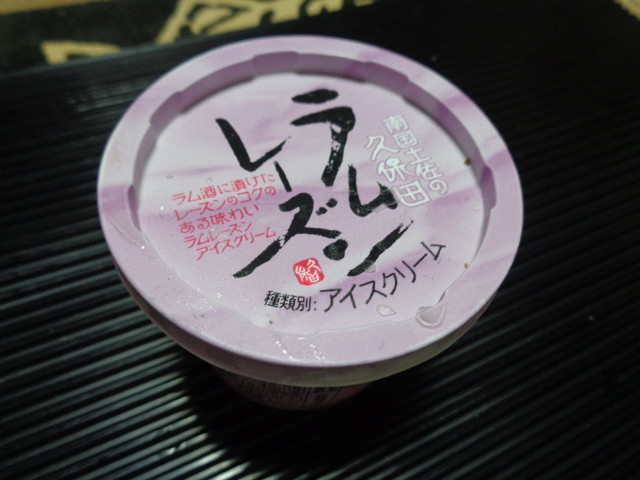 南国土佐の
久保田
ラム
レーズン
ラム酒に漬けた
レーズンのコクの
ある味わい
ラムレーズン
アイスクリーム
種類別:アイスクリーム